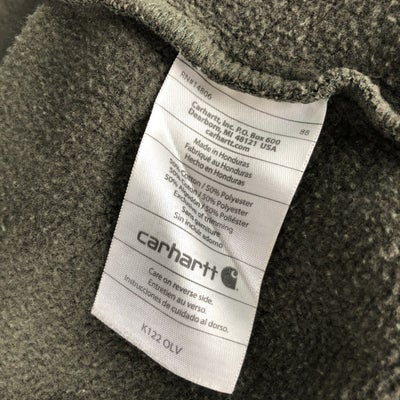 RN#14806
Carhartt, Inc. P.O. Box 600
Dearborn, MI 48121 USA
carhartt.com
98
Made in Honduras
Fabriqué au Honduras
Hecho en Honduras
50% Cotton / 50% Polyester
50% Coton / 50% Polyester
50% Algodón / 50% Poliéster
Exclusive of trimming
Sans garniture
Sin incluir adorno
carhartt
Care on reverse side.
Entretien au verso.
Instrucciones de cuidado al dorso.
K122 OLV